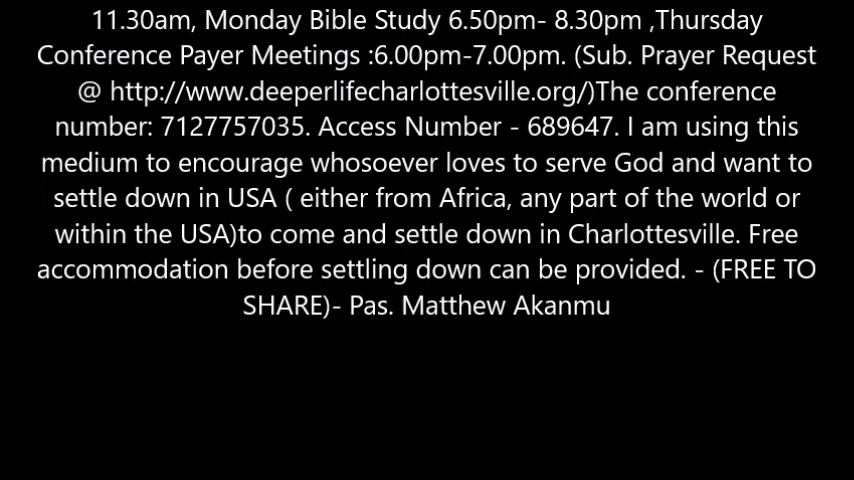 11.30am, Monday Bible Study 6.50pm- 8.30pm ,Thursday
Conference Payer Meetings :6.00pm-7.00pm. (Sub. Prayer Request
@ http://www.deeperlifecharlottesville.org/)The conference
number: 7127757035. Access Number - 689647. I am using this
medium to encourage whosoever loves to serve God and want to
settle down in USA ( either from Africa, any part of the world or
within the USA)to come and settle down in Charlottesville. Free
accommodation before settling down can be provided. - (FREE TO
SHARE)- Pas. Matthew Akanmu